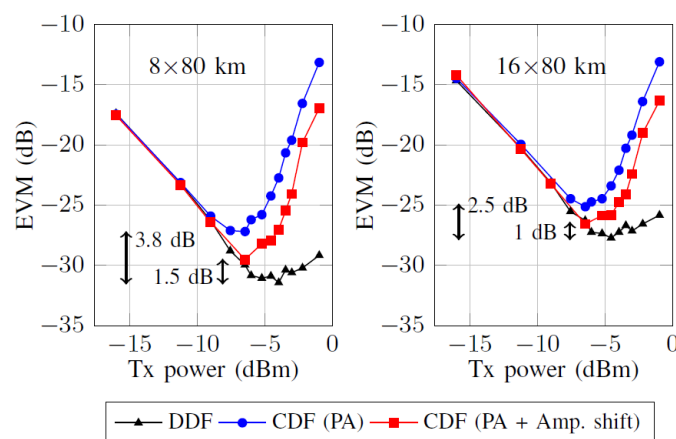 −10
−15
−20
−25
−30
−35
EVM (dB)
8×80 km
3.8 dB
1.5 dB
−15
−10
−5
0
Tx power (dBm)
−10
−15
−20
−25
−30
−35
EVM (dB)
16×80 km
2.5 dB
1 dB
−15
−10
−5
0
Tx power (dBm)
DDF CDF (PA) CDF (PA + Amp. shift)